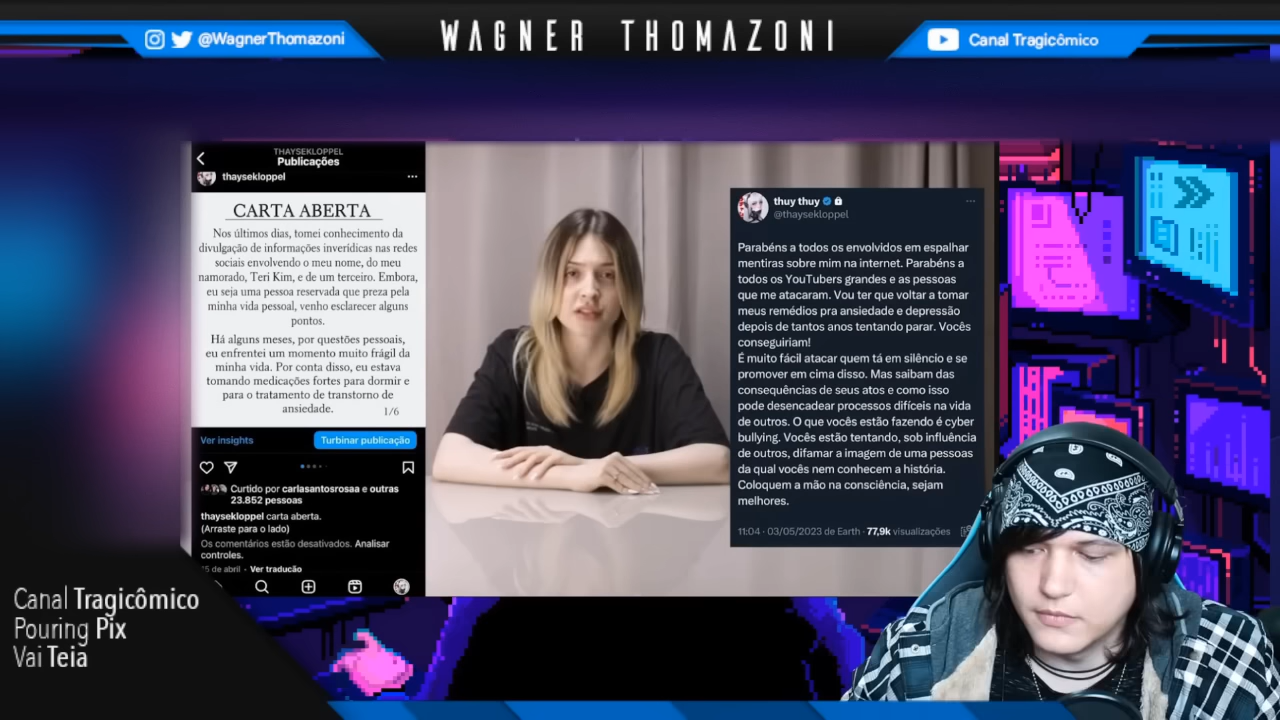 WAGNER THOMAZONI
@WagnerThomazoni
Canal Tragicômico
THAYSEKLOPPEL
Publicações
thaysekloppel
CARTA ABERTA
Nos últimos dias, tomei conhecimento da
divulgação de informações inverídicas nas redes
sociais envolvendo o meu nome, do meu
namorado, Teri Kim, e de um terceiro. Embora,
eu seja uma pessoa reservada que preza pela
minha vida pessoal, venho esclarecer alguns
pontos.
Há alguns meses, por questões pessoais,
eu enfrentei um momento muito frágil da
minha vida. Por conta disso, eu estava
tomando medicações fortes para dormir e
para o tratamento de transtorno de
ansiedade.
1/6
Ver insights
Turbinar publicação
Curtido por carlasantosrosaa e outras
23.852 pessoas
thaysekloppel carta aberta.
(Arraste para o lado)
Os comentários estão desativados. Analisar
controles.
de abril - Ver tradução
thuy thuy
@thaysekloppel
Parabéns a todos os envolvidos em espalhar
mentiras sobre mim na internet. Parabéns a
todos os YouTubers grandes e as pessoas
que me atacaram. Vou ter que voltar a tomar
meus remédios pra ansiedade e depressão
depois de tantos anos tentando parar. Vocês
conseguiriam!
É muito fácil atacar quem tá em silêncio e se
promover em cima disso. Mas saibam das
consequências de seus atos e como isso
pode desencadear processos difíceis na vida
de outros. O que vocês estão fazendo é cyber
bullying. Vocês estão tentando, sob influência
de outros, difamar a imagem de uma pessoa
da qual vocês nem conhecem a história.
Coloquem a mão na consciência, sejam
melhores.
11:04 · 03/05/2023 de Earth · 77,9k visualizações
Canal Tragicômico
Pouring Pix
Vai Teia